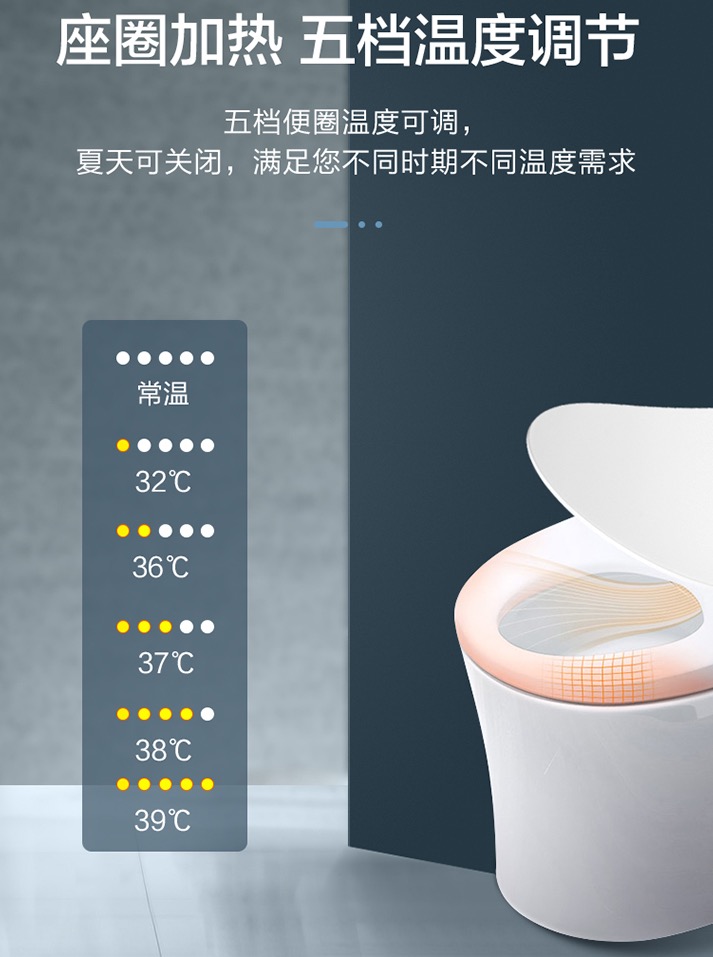 座圈加热 五档温度调节
五档便圈温度可调，
夏天可关闭，满足您不同时期不同温度需求
常温
32℃
36℃
37℃
38℃
39℃